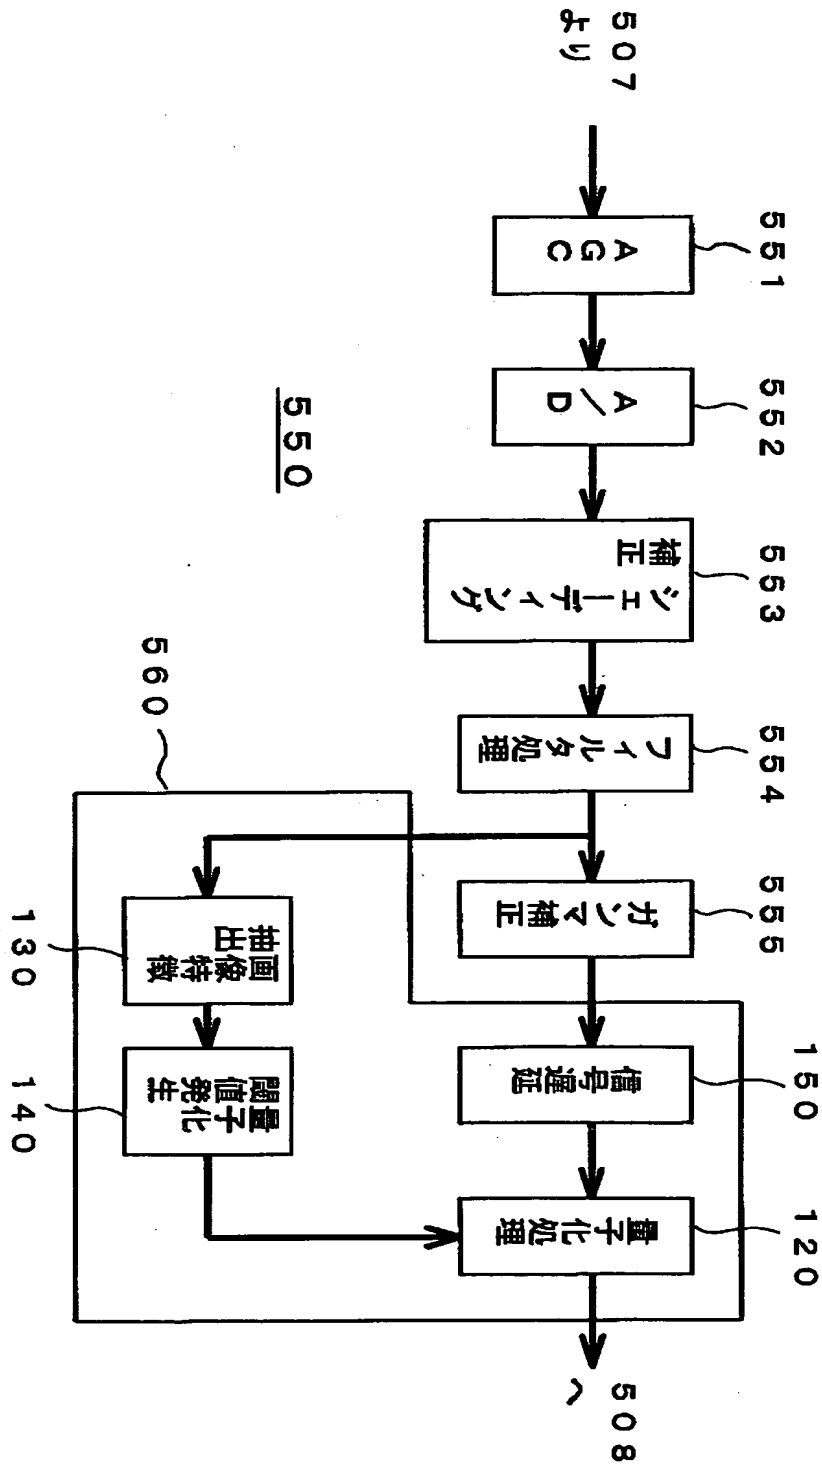 507
より
551
AGC
552
A/D
553
シェーディング
補正
554
フィルタ処理
555
ガンマ補正
150
信号遅延
120
量子化処理
508
へ
550
560
画像特徴
抽出
130
量子化
閾値発生
140